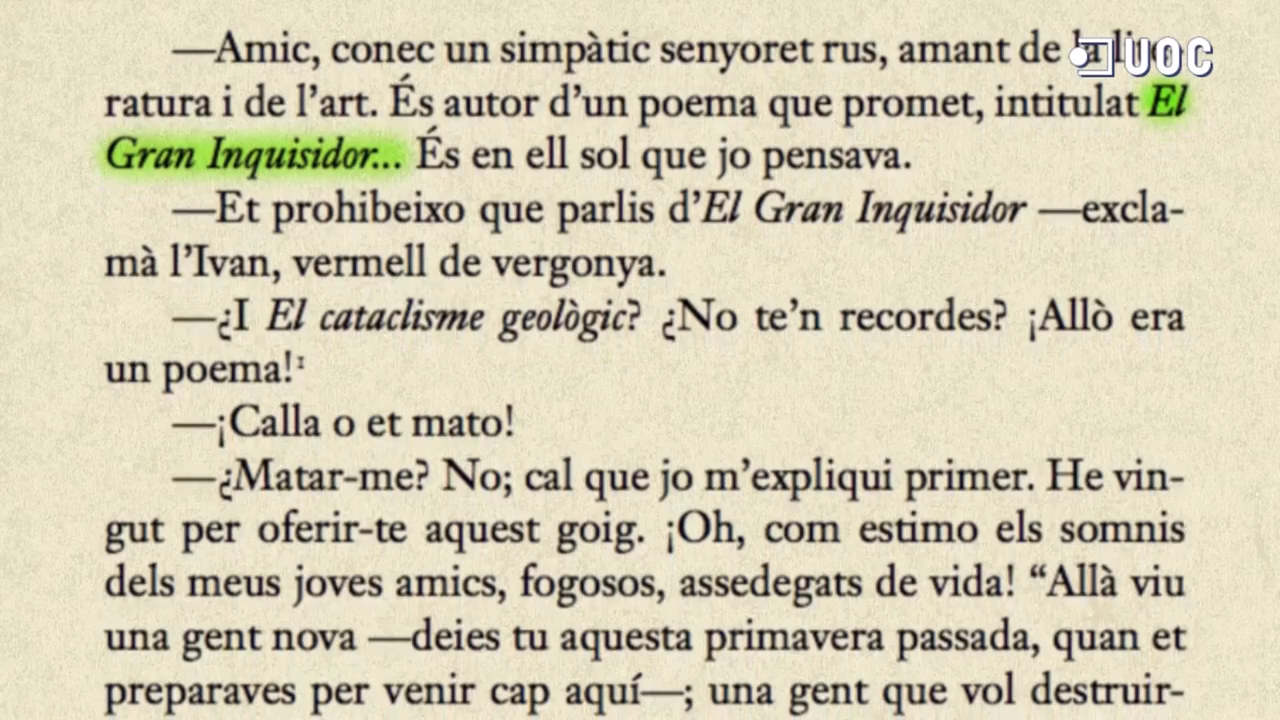 —Amic, conec un simpàtic senyoret rus, amant de la
UOC
ratura i de l’art. És autor d’un poema que promet, intitulat El
Gran Inquisidor... És en ell sol que jo pensava.
—Et prohibeixo que parlis d’El Gran Inquisidor —excla-
mà l’Ivan, vermell de vergonya.
—¿I El cataclisme geològic? ¿No te’n recordes? ¡Allò era
un poema!¹
—¡Calla o et mato!
—¿Matar-me? No; cal que jo m’expliqui primer. He vin-
gut per oferir-te aquest goig. ¡Oh, com estimo els somnis
dels meus joves amics, fogosos, assedegats de vida! “Allà viu
una gent nova —deies tu aquesta primavera passada, quan et
preparaves per venir cap aquí—; una gent que vol destruir-